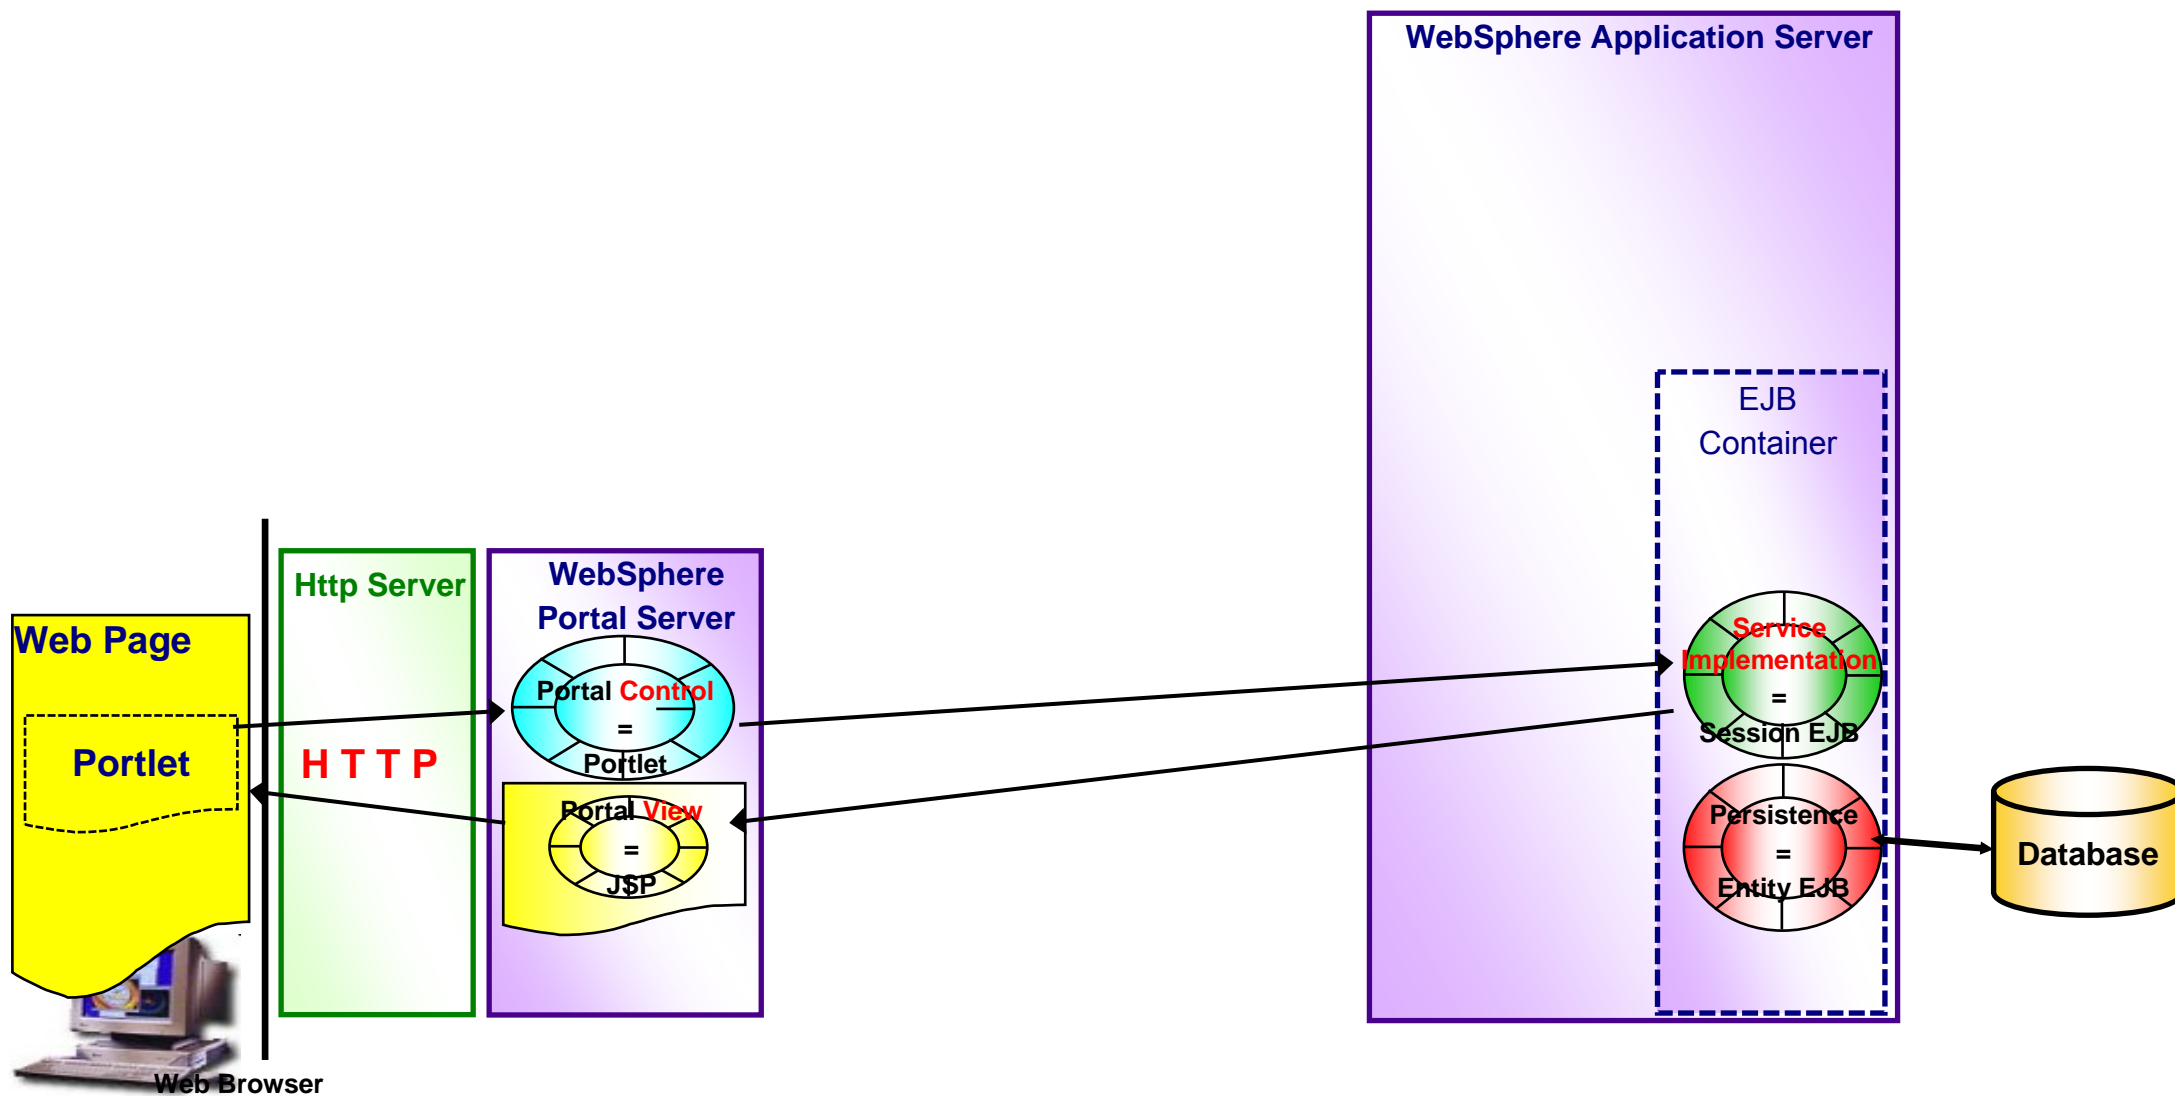 WebSphere Application Server
EJB
Container
Http Server
WebSphere
Portal Server
Web Page
Portlet
H T T P
Portal Control
=
Portlet
Portal View
=
JSP
Service
Implementation
=
Session EJB
Persistence
=
Entity EJB
Database
Web Browser